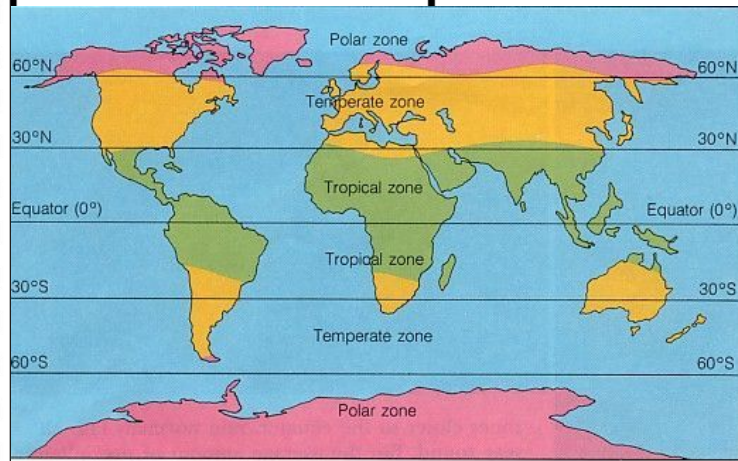 Polar zone
60°N 60°N
Temperate zone
30°N 30°N
Tropical zone
Equator (0°) Equator (0°)
Tropical zone
30°S 30°S
Temperate zone
60°S 60°S
Polar zone